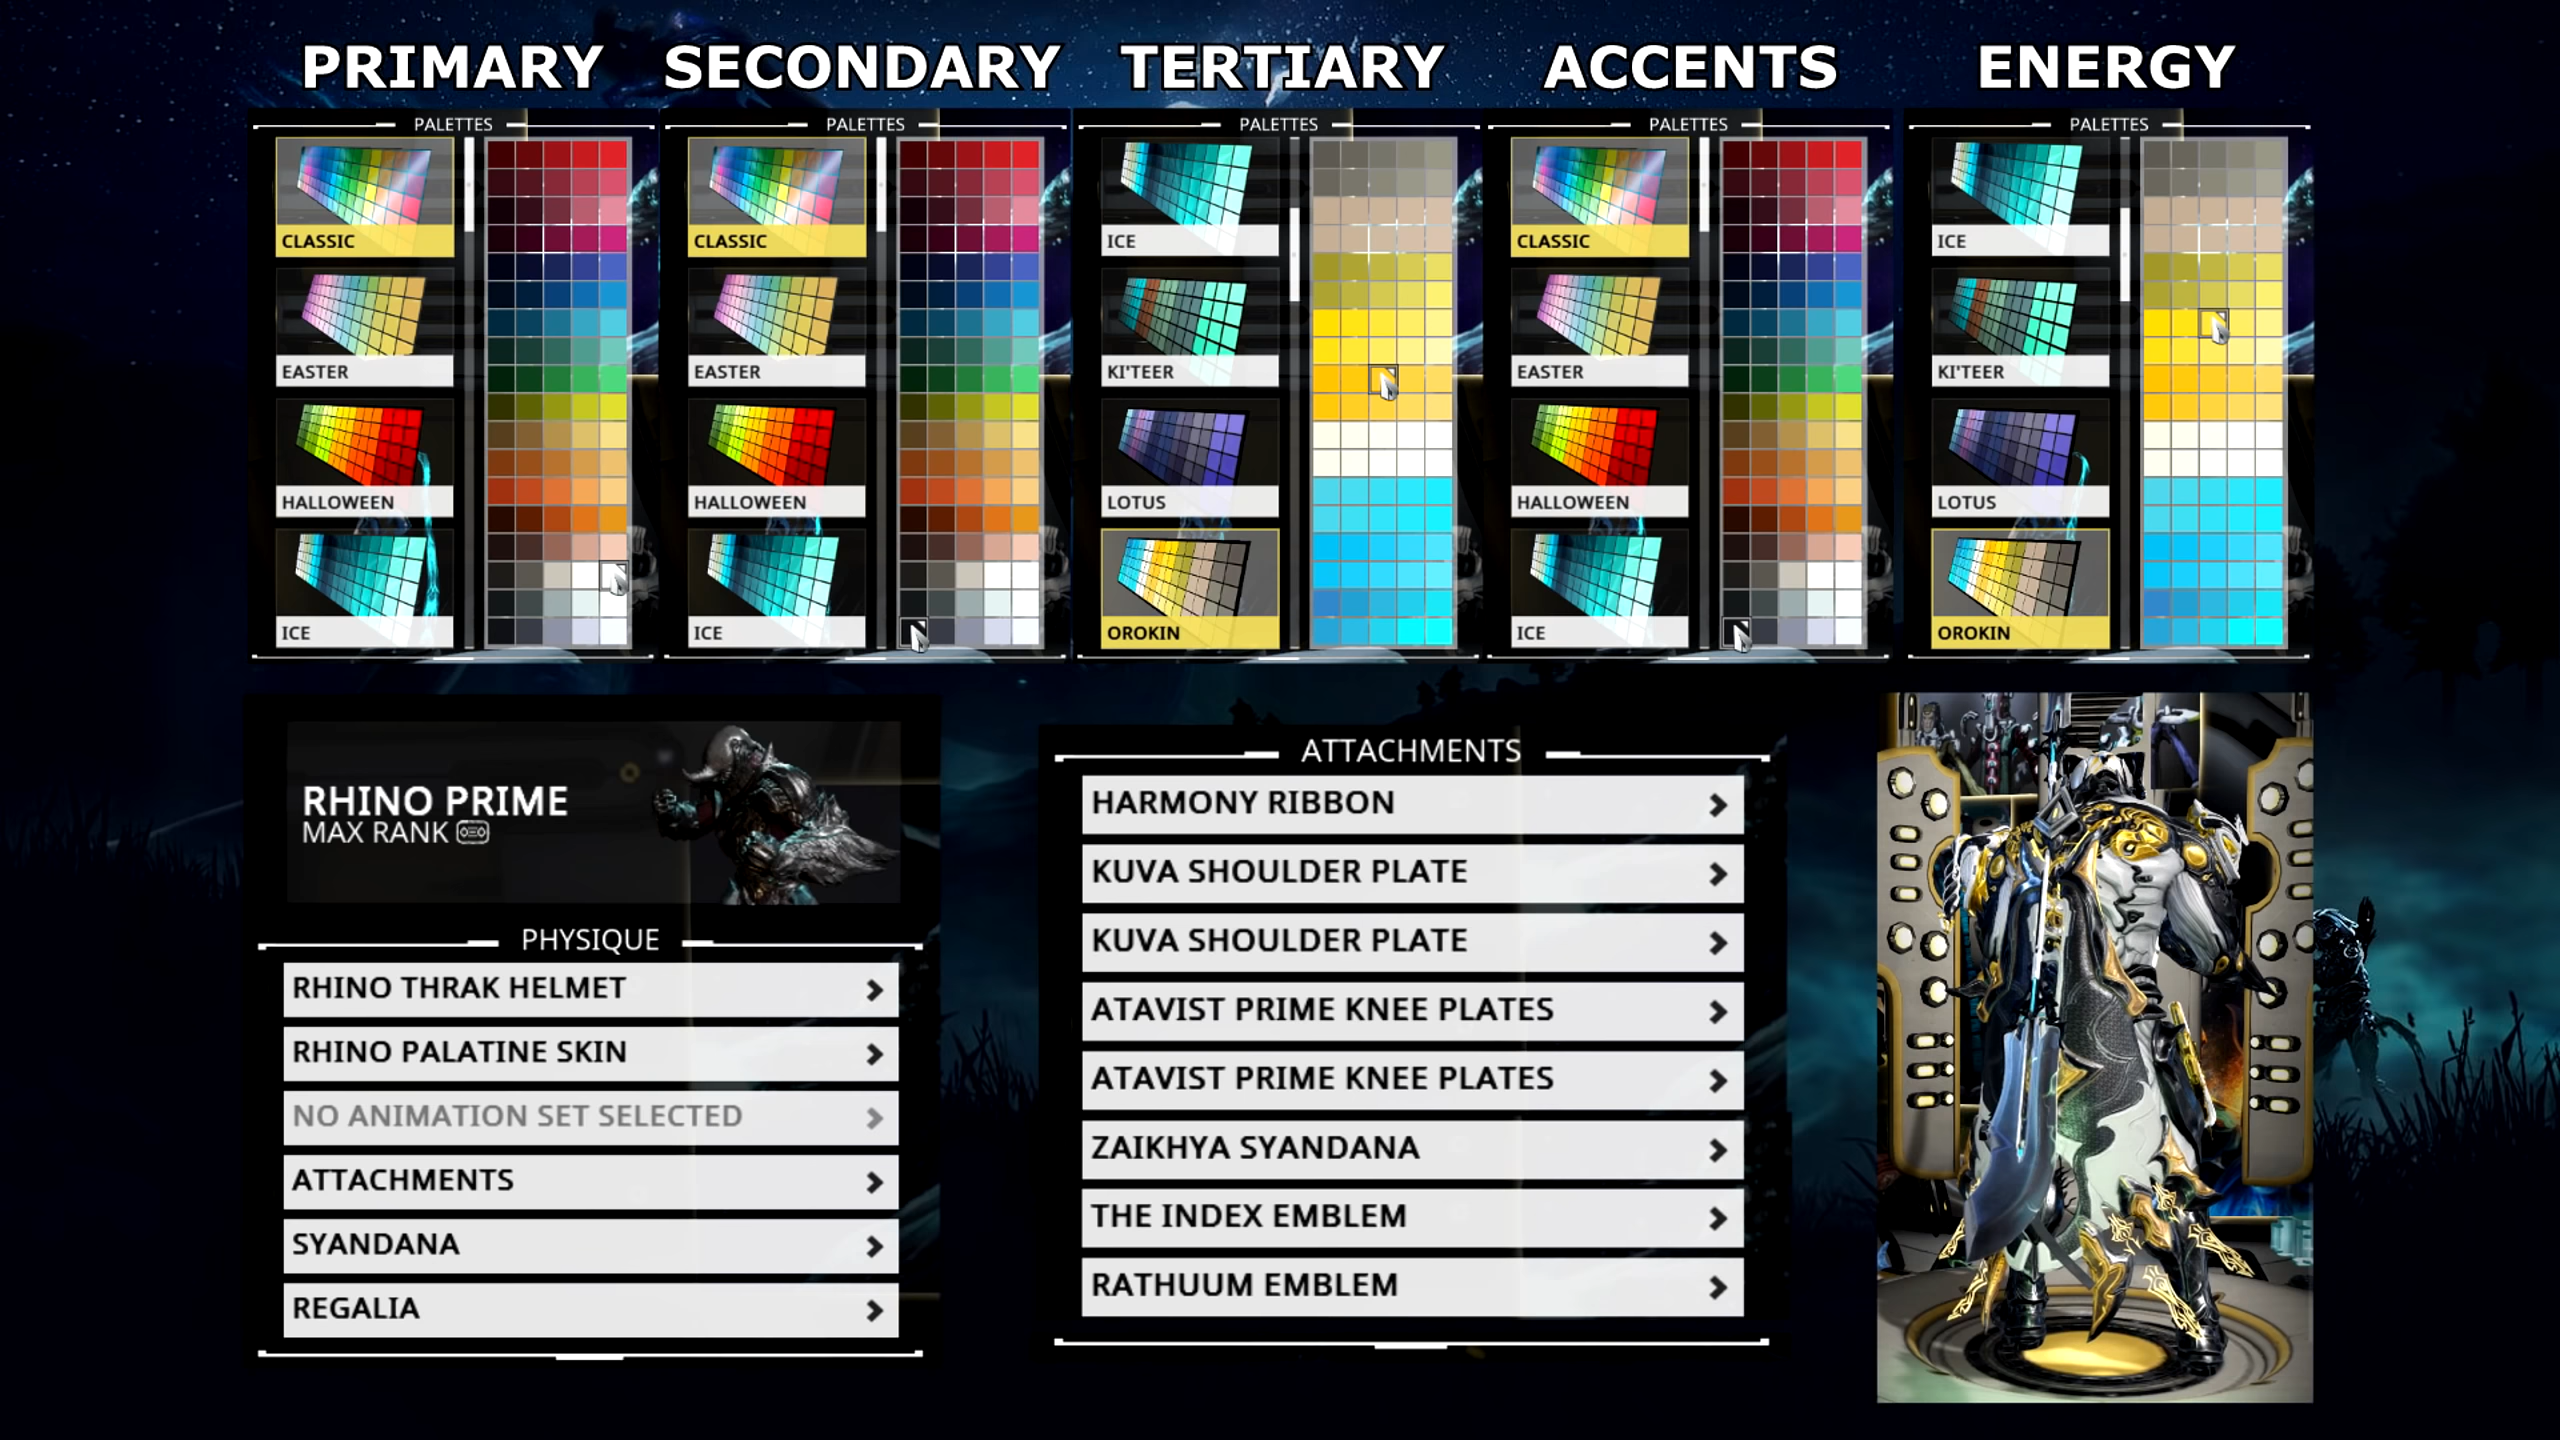 PRIMARY
SECONDARY
TERTIARY
ACCENTS
ENERGY
PALETTES
CLASSIC
EASTER
HALLOWEEN
ICE
PALETTES
CLASSIC
EASTER
HALLOWEEN
ICE
PALETTES
ICE
KI'TEER
LOTUS
OROKIN
PALETTES
CLASSIC
EASTER
HALLOWEEN
ICE
PALETTES
ICE
KI'TEER
LOTUS
OROKIN
RHINO PRIME
MAX RANK
PHYSIQUE
RHINO THRAK HELMET
RHINO PALATINE SKIN
NO ANIMATION SET SELECTED
ATTACHMENTS
SYANDANA
REGALIA
ATTACHMENTS
HARMONY RIBBON
KUVA SHOULDER PLATE
KUVA SHOULDER PLATE
ATAVIST PRIME KNEE PLATES
ATAVIST PRIME KNEE PLATES
ZAIKHYA SYANDANA
THE INDEX EMBLEM
RATHUUM EMBLEM